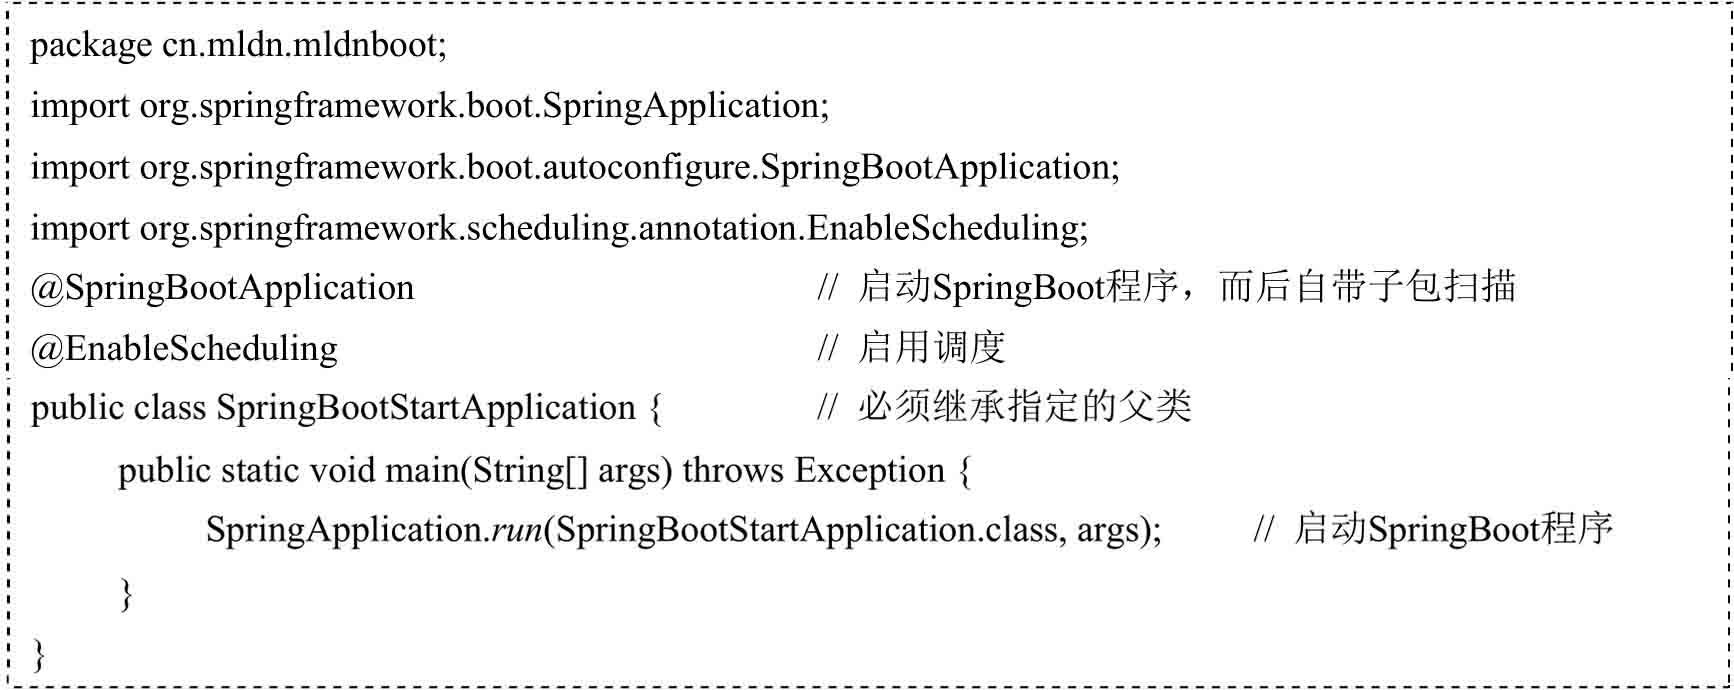 package cn.mldn.mldnboot;
import org.springframework.boot.SpringApplication;
import org.springframework.boot.autoconfigure.SpringBootApplication;
import org.springframework.scheduling.annotation.EnableScheduling;
@SpringBootApplication // 启动SpringBoot程序，而后自带子包扫描
@EnableScheduling // 启用调度
public class SpringBootStartApplication { // 必须继承指定的父类
public static void main(String[] args) throws Exception {
SpringApplication.run(SpringBootStartApplication.class, args); // 启动SpringBoot程序
}
}